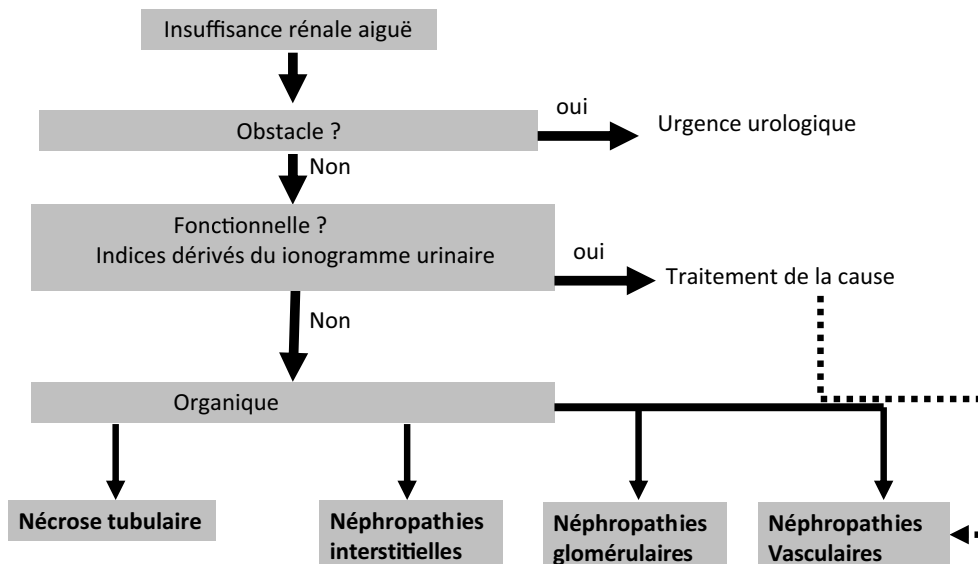 Insuffisance rénale aiguë
oui
Obstacle ?
Urgence urologique
Non
Fonctionnelle ?
Indices dérivés du ionogramme urinaire
oui
Traitement de la cause
Non
Organique
Nécrose tubulaire
Néphropathies
interstitielles
Néphropathies
glomérulaires
Néphropathies
Vasculaires